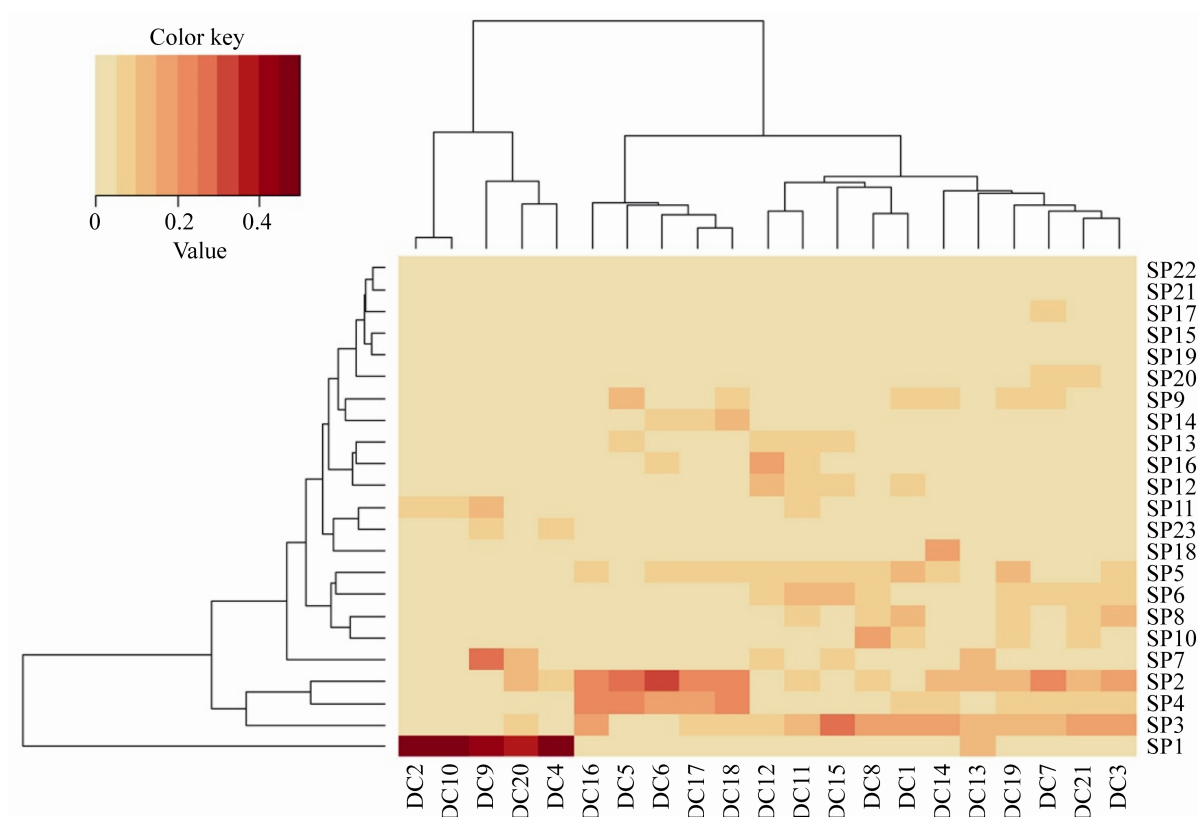 Color key
0 0.2 0.4
Value
SP22
SP21
SP17
SP15
SP19
SP20
SP9
SP14
SP13
SP16
SP12
SP11
SP23
SP18
SP5
SP6
SP8
SP10
SP7
SP2
SP4
SP3
SP1
DC2
DC10
DC9
DC20
DC4
DC16
DC5
DC6
DC17
DC18
DC12
DC11
DC15
DC8
DC1
DC14
DC13
DC19
DC7
DC21
DC3